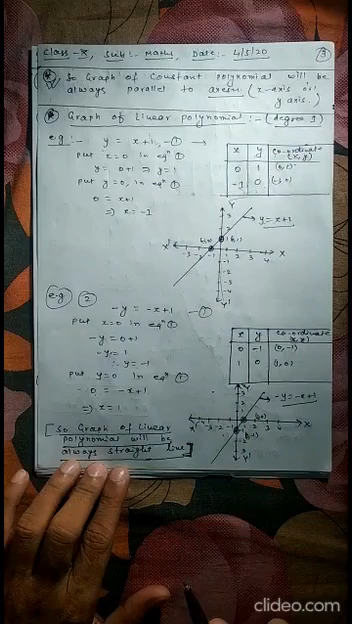 Class-X, Sub:- Maths, Date:- 4/5/20 ③
So Graph of Constant polynomial will be
always parallel to axes (x-axis or
y axis.)
Graph of Linear polynomial :- (degree 1)
eg:- y = x+1 -①
put x=0 in eqⁿ ①
y = 0+1 ⇒ y=1
put y=0, in eqⁿ ①
0 = x+1
⇒ x=-1
x y co-ordinate (x,y)
0 1 (0,1)
-1 0 (-1,0)
y=x+1
eg ②
-y = -x+1 -①
put x=0 in eqⁿ ①
-y = 0+1
-y=1
∴ y=-1
put y=0 in eqⁿ ①
0 = -x+1
⇒ x=1
x y co-ordinate (x,y)
0 -1 (0,-1)
1 0 (1,0)
-y=-x+1
[So Graph of Linear
polynomial will be
always straight line]
clideo.com